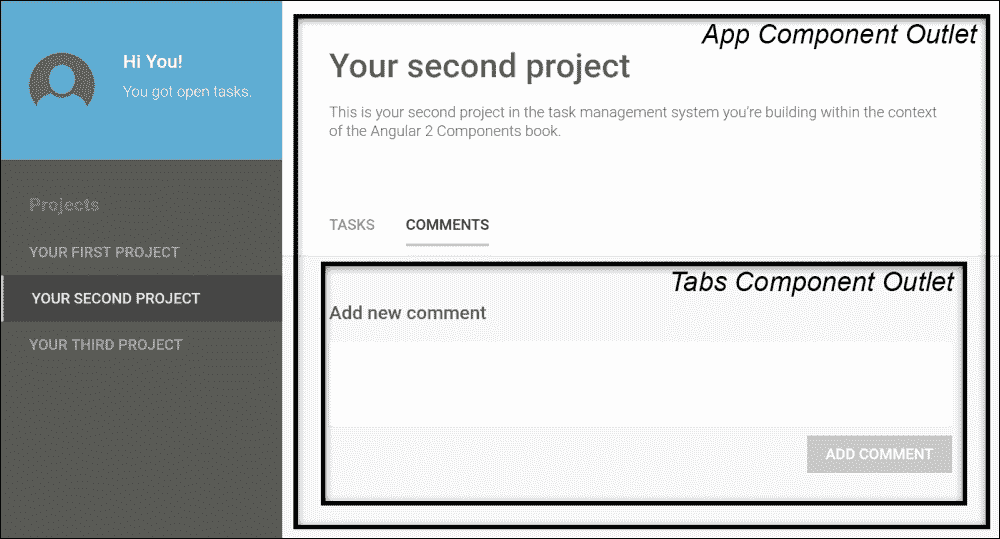 Hi You!
You got open tasks.
Projects
YOUR FIRST PROJECT
YOUR SECOND PROJECT
YOUR THIRD PROJECT
App Component Outlet
Your second project
This is your second project in the task management system you're building within the context
of the Angular 2 Components book.
TASKS COMMENTS
Tabs Component Outlet
Add new comment
ADD COMMENT